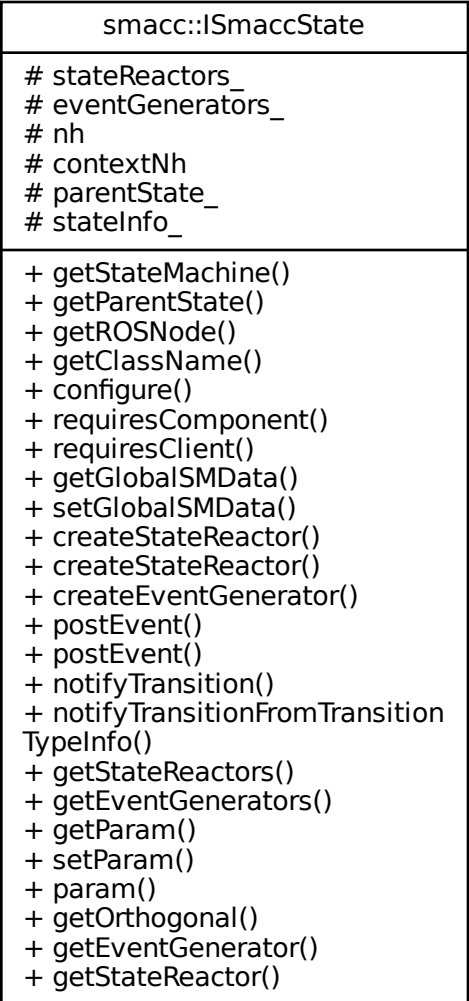 smacc::ISmaccState
# stateReactors_
# eventGenerators_
# nh
# contextNh
# parentState_
# stateInfo_
+ getStateMachine()
+ getParentState()
+ getROSNode()
+ getClassName()
+ configure()
+ requiresComponent()
+ requiresClient()
+ getGlobalSMData()
+ setGlobalSMData()
+ createStateReactor()
+ createStateReactor()
+ createEventGenerator()
+ postEvent()
+ postEvent()
+ notifyTransition()
+ notifyTransitionFromTransition
TypeInfo()
+ getStateReactors()
+ getEventGenerators()
+ getParam()
+ setParam()
+ param()
+ getOrthogonal()
+ getEventGenerator()
+ getStateReactor()